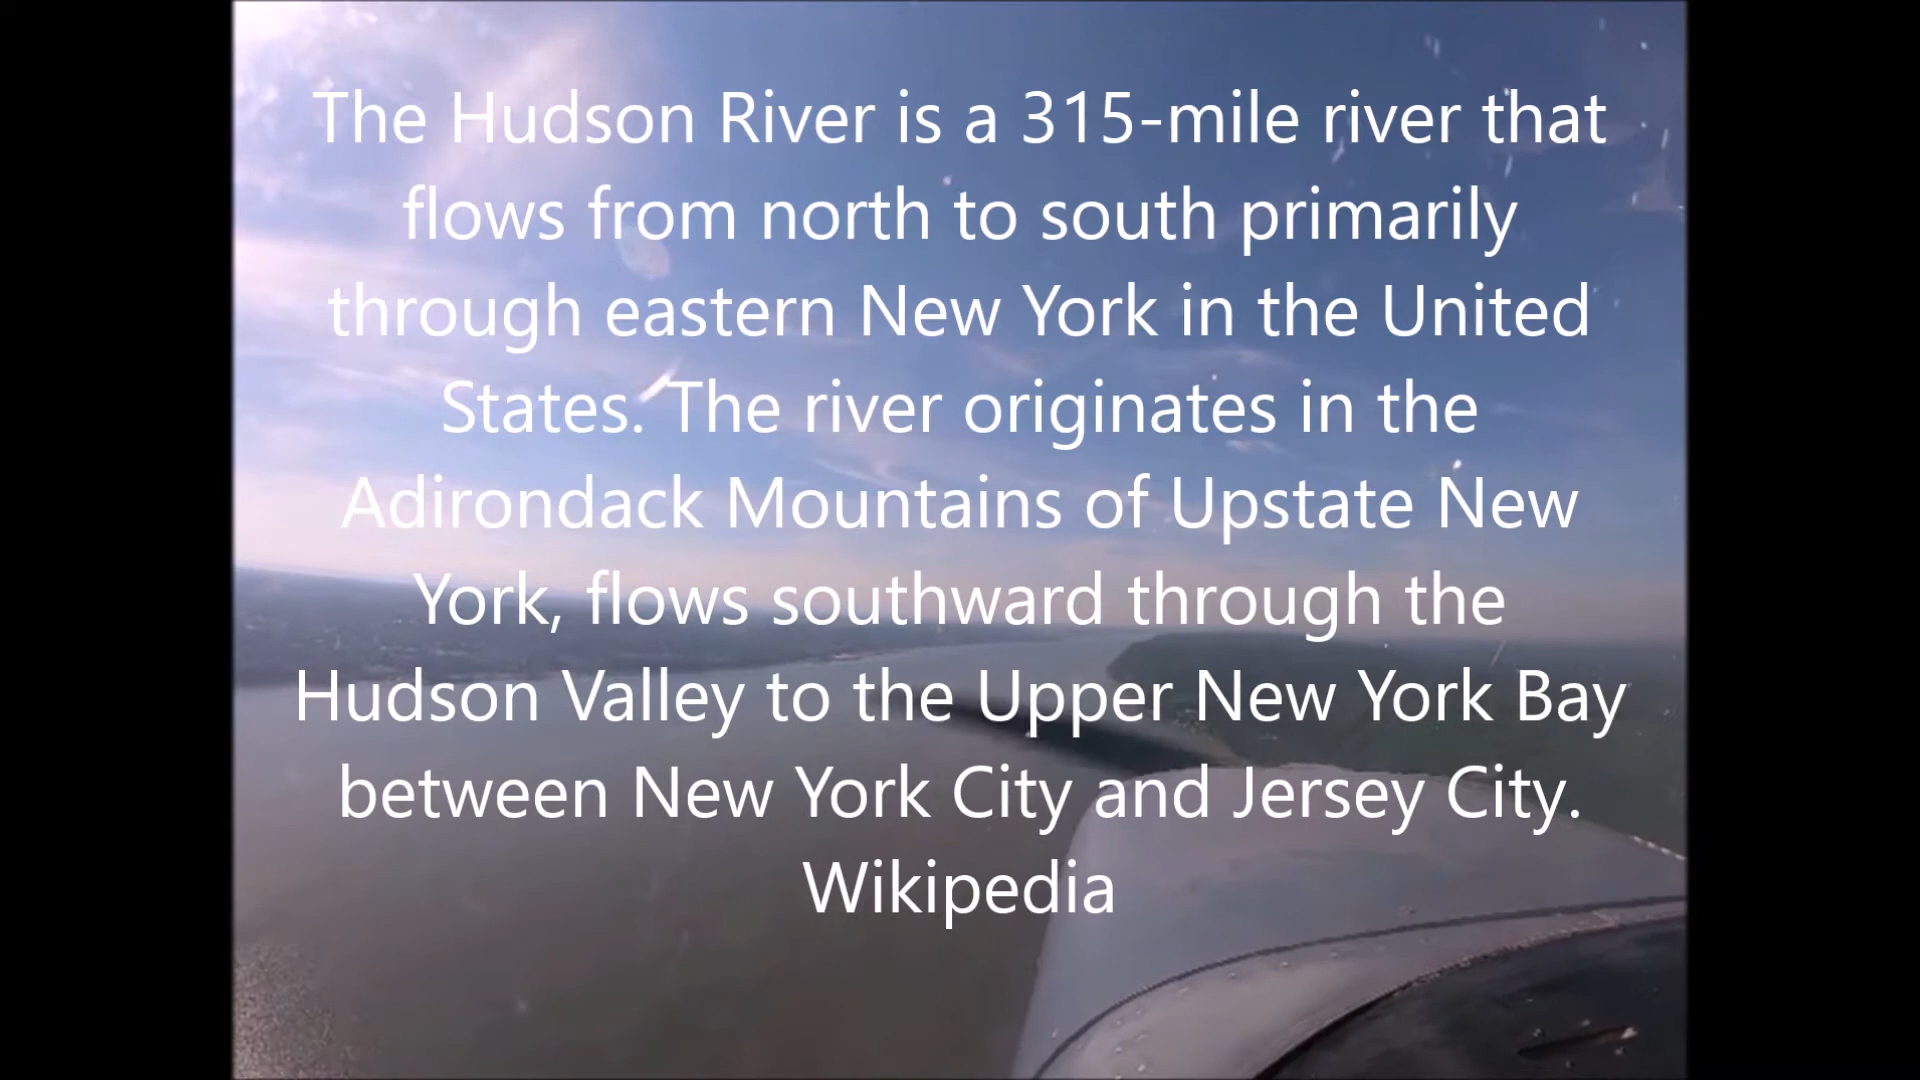 The Hudson River is a 315-mile river that
flows from north to south primarily
through eastern New York in the United
States. The river originates in the
Adirondack Mountains of Upstate New
York, flows southward through the
Hudson Valley to the Upper New York Bay
between New York City and Jersey City.
Wikipedia